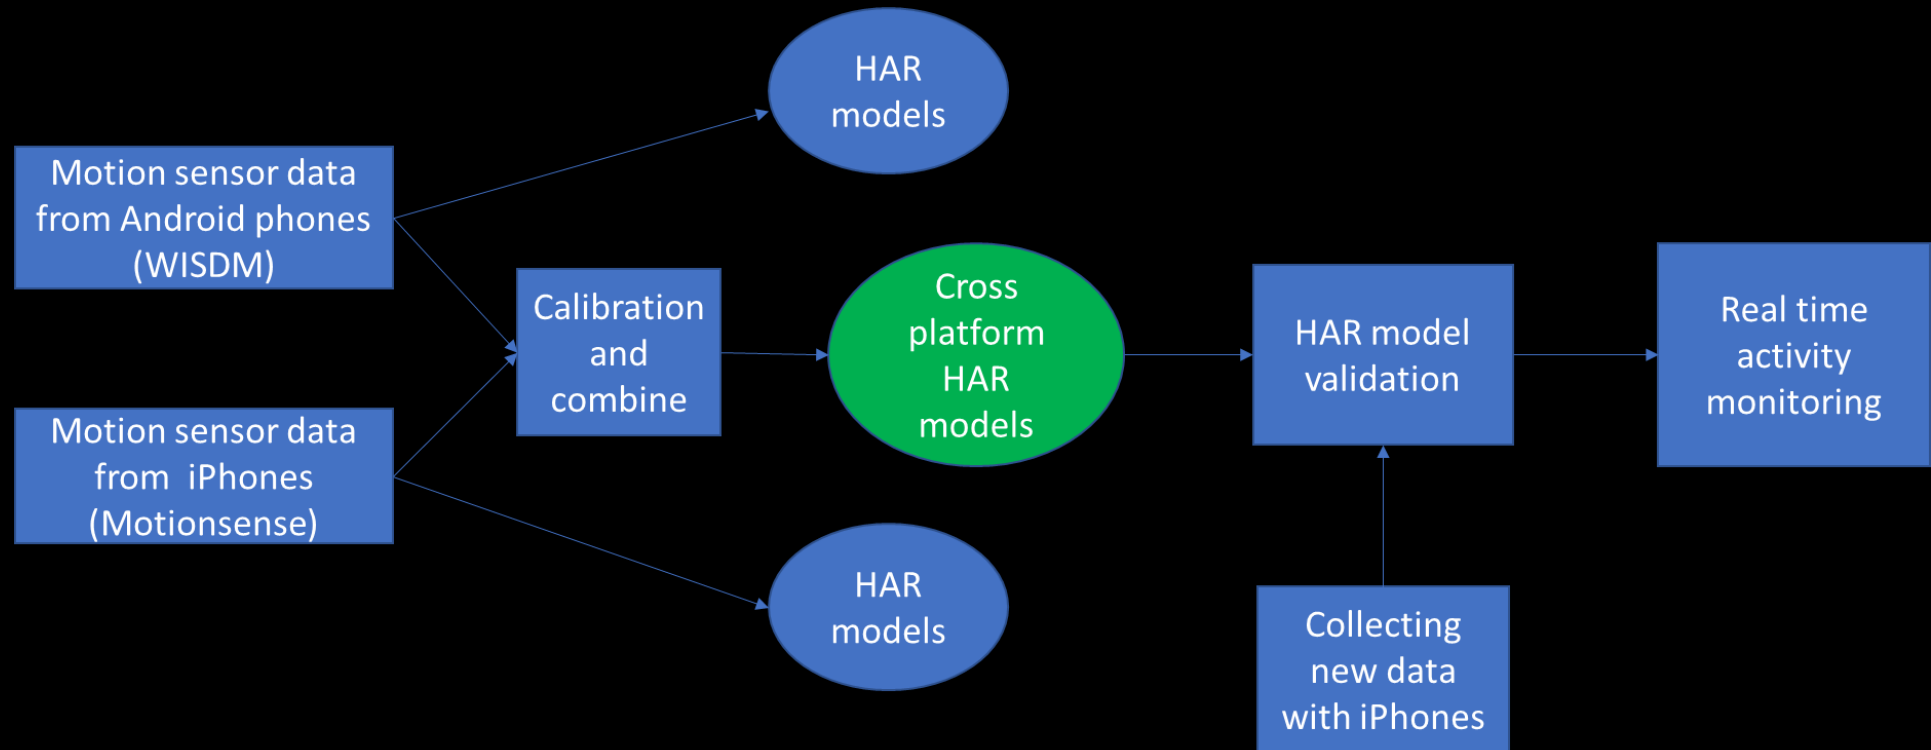 HAR
models
Motion sensor data
from Android phones
(WISDM)
Calibration
and
combine
Cross
platform
HAR
models
HAR model
validation
Real time
activity
monitoring
Motion sensor data
from iPhones
(Motionsense)
HAR
models
Collecting
new data
with iPhones